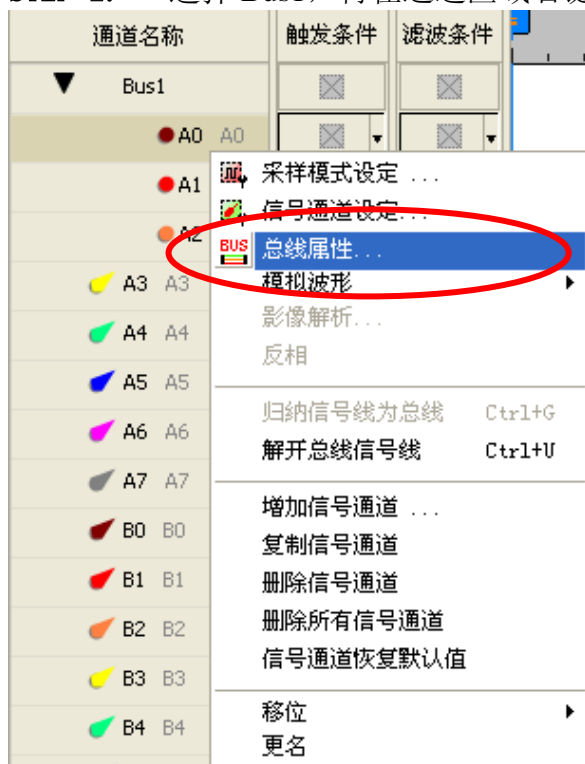 通道名称 触发条件 滤波条件
Bus1
A0 A0
A1
A2
A3 A3
A4 A4
A5 A5
A6 A6
A7 A7
B0 B0
B1 B1
B2 B2
B3 B3
B4 B4
采样模式设定 ...
信号通道设定...
BUS 总线属性...
模拟波形
影像解析...
反相
归纳信号线为总线 Ctrl+G
解开总线信号线 Ctrl+U
增加信号通道 ...
复制信号通道
删除信号通道
删除所有信号通道
信号通道恢复默认值
移位
更名